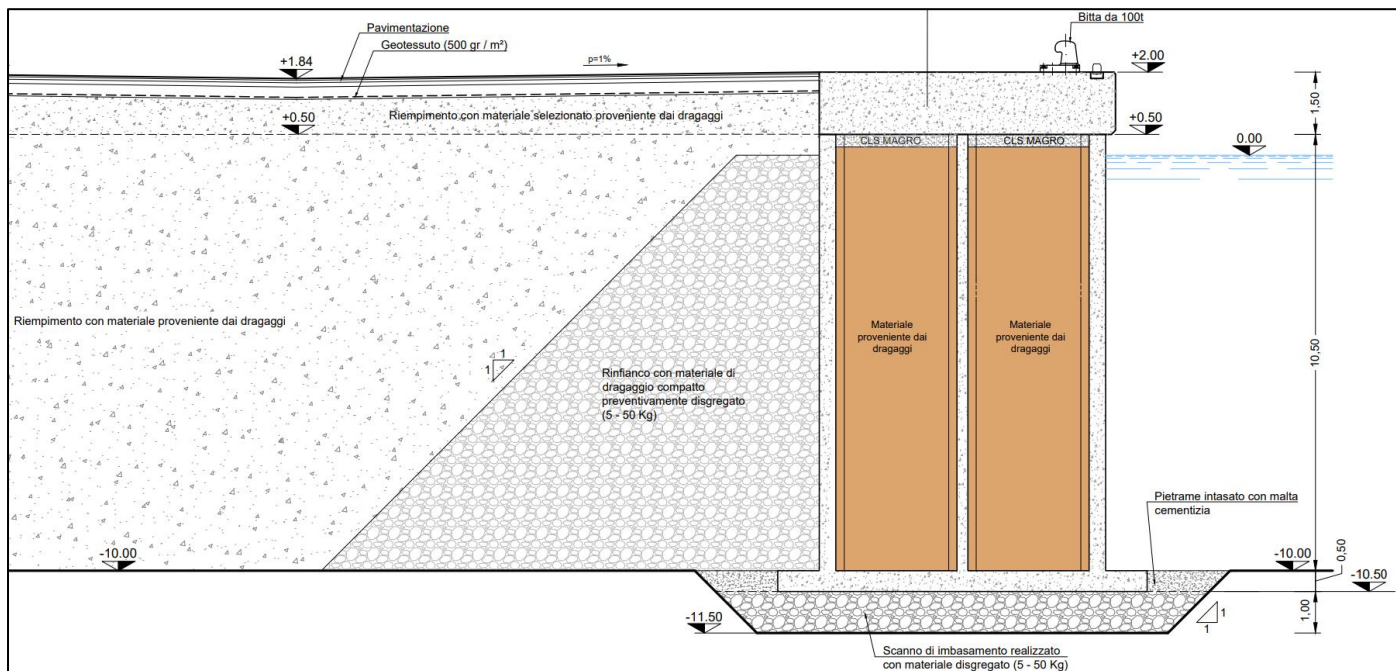 Pavimentazione
Bitta da 100t
Geotessuto (500 gr / m²)
p=1%
+1.84
+2.00
1,50
Riempimento con materiale selezionato proveniente dai dragaggi
+0.50
+0.50
CLS MAGRO
CLS MAGRO
0.00
10,50
Riempimento con materiale proveniente dai dragaggi
Materiale
proveniente dai
dragaggi
Materiale
proveniente dai
dragaggi
1
1
Rinfianco con materiale di
dragaggio compatto
preventivamente disgregato
(5 - 50 Kg)
Pietrame intasato con malta
cementizia
-10.00
-10.00
0,50
-10.50
-11.50
1
1
1,00
Scanno di imbasamento realizzato
con materiale disgregato (5 - 50 Kg)